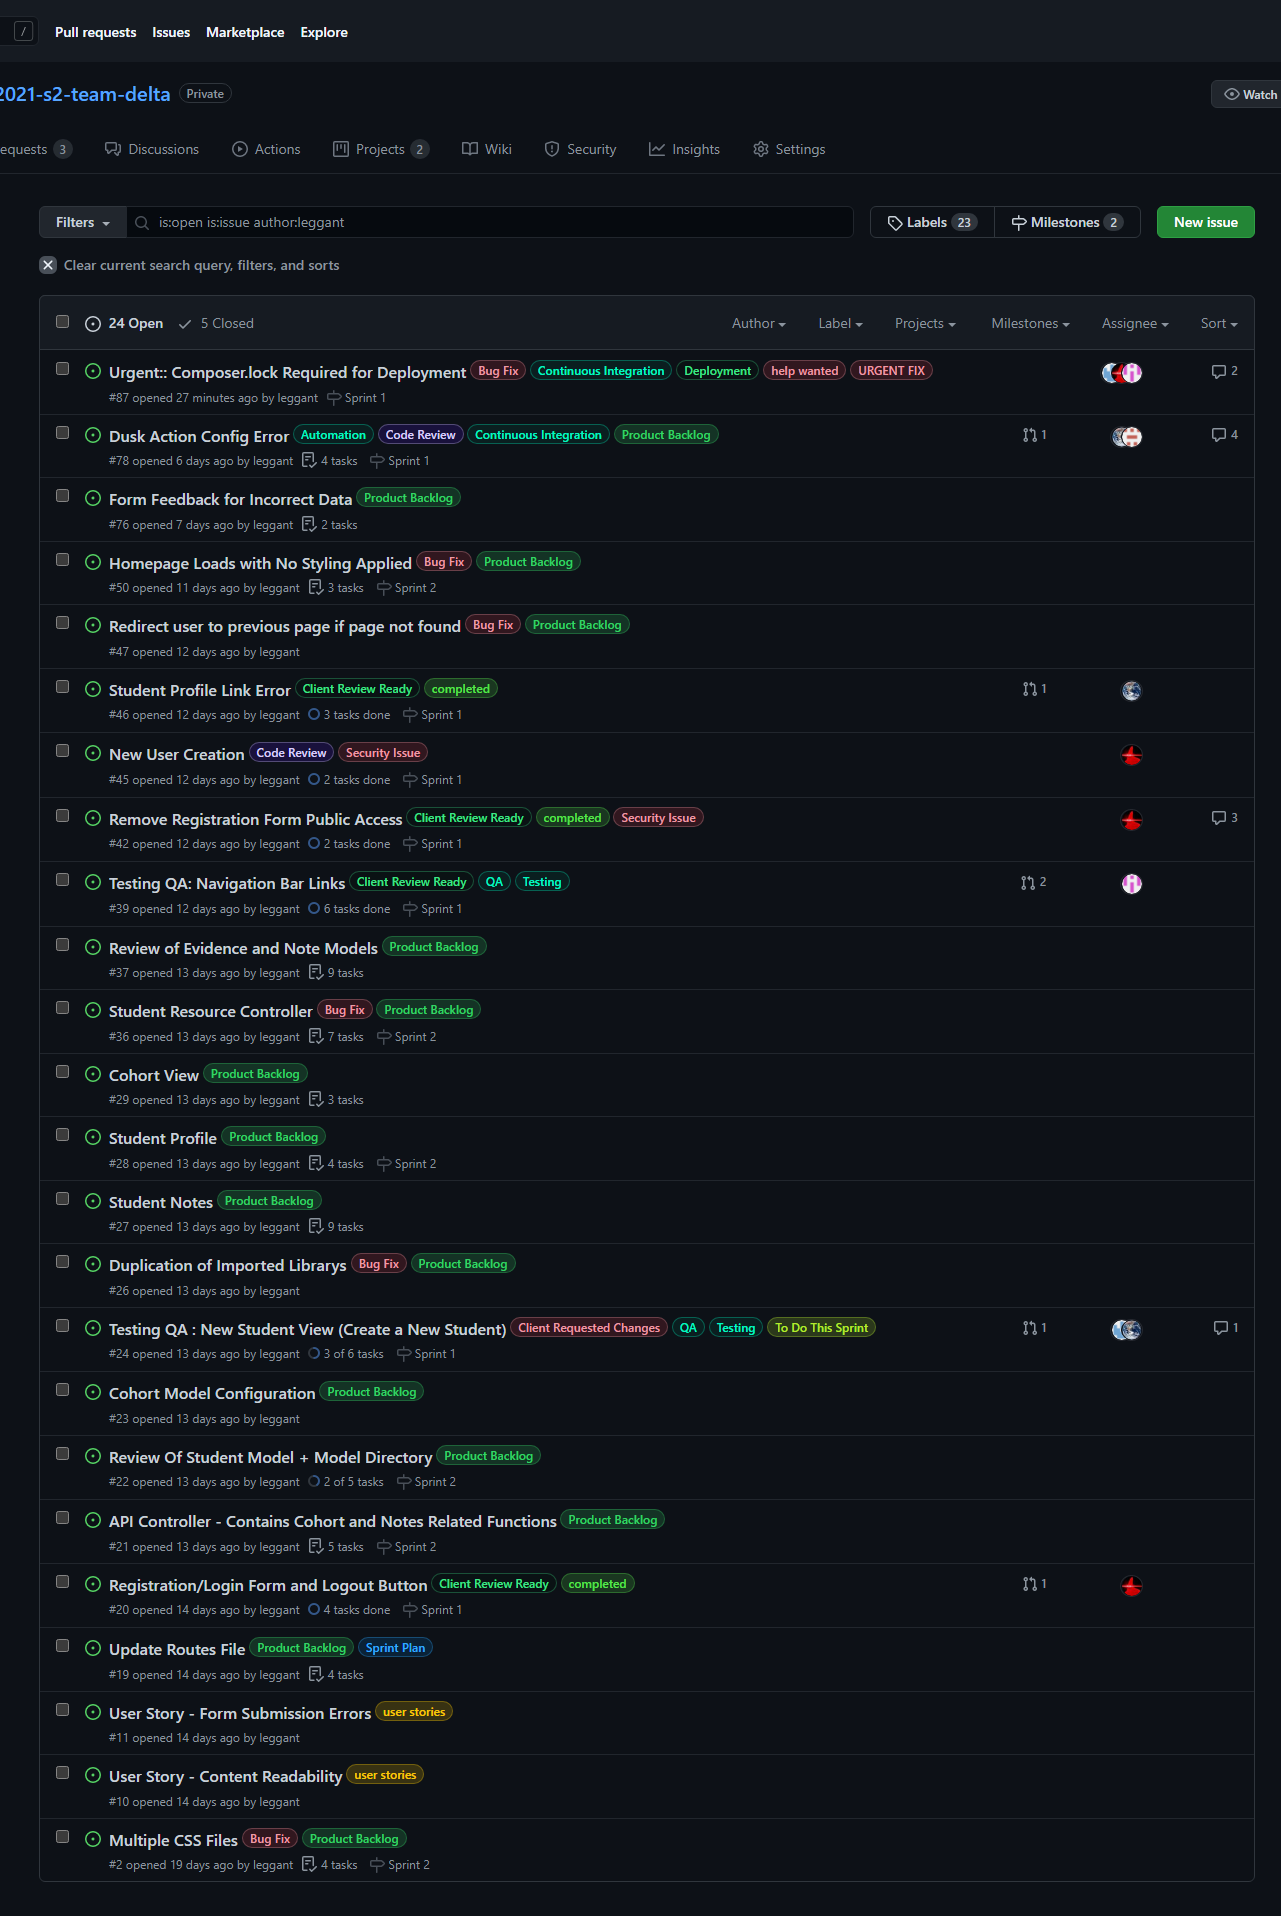 / Pull requests Issues Marketplace Explore
2021-s2-team-delta Private Watch
equests 3 Discussions Actions Projects 2 Wiki Security Insights Settings
Filters is:open is:issue author:leggant Labels 23 Milestones 2 New issue
Clear current search query, filters, and sorts
24 Open 5 Closed Author Label Projects Milestones Assignee Sort
Urgent:: Composer.lock Required for Deployment Bug Fix Continuous Integration Deployment help wanted URGENT FIX 2
#87 opened 27 minutes ago by leggant Sprint 1
Dusk Action Config Error Automation Code Review Continuous Integration Product Backlog 1 4
#78 opened 6 days ago by leggant 4 tasks Sprint 1
Form Feedback for Incorrect Data Product Backlog
#76 opened 7 days ago by leggant 2 tasks
Homepage Loads with No Styling Applied Bug Fix Product Backlog
#50 opened 11 days ago by leggant 3 tasks Sprint 2
Redirect user to previous page if page not found Bug Fix Product Backlog
#47 opened 12 days ago by leggant
Student Profile Link Error Client Review Ready completed 1
#46 opened 12 days ago by leggant 3 tasks done Sprint 1
New User Creation Code Review Security Issue
#45 opened 12 days ago by leggant 2 tasks done Sprint 1
Remove Registration Form Public Access Client Review Ready completed Security Issue 3
#42 opened 12 days ago by leggant 2 tasks done Sprint 1
Testing QA: Navigation Bar Links Client Review Ready QA Testing 2
#39 opened 12 days ago by leggant 6 tasks done Sprint 1
Review of Evidence and Note Models Product Backlog
#37 opened 13 days ago by leggant 9 tasks
Student Resource Controller Bug Fix Product Backlog
#36 opened 13 days ago by leggant 7 tasks Sprint 2
Cohort View Product Backlog
#29 opened 13 days ago by leggant 3 tasks
Student Profile Product Backlog
#28 opened 13 days ago by leggant 4 tasks Sprint 2
Student Notes Product Backlog
#27 opened 13 days ago by leggant 9 tasks
Duplication of Imported Librarys Bug Fix Product Backlog
#26 opened 13 days ago by leggant
Testing QA : New Student View (Create a New Student) Client Requested Changes QA Testing To Do This Sprint 1 1
#24 opened 13 days ago by leggant 3 of 6 tasks Sprint 1
Cohort Model Configuration Product Backlog
#23 opened 13 days ago by leggant
Review Of Student Model + Model Directory Product Backlog
#22 opened 13 days ago by leggant 2 of 5 tasks Sprint 2
API Controller - Contains Cohort and Notes Related Functions Product Backlog
#21 opened 13 days ago by leggant 5 tasks Sprint 2
Registration/Login Form and Logout Button Client Review Ready completed 1
#20 opened 14 days ago by leggant 4 tasks done Sprint 1
Update Routes File Product Backlog Sprint Plan
#19 opened 14 days ago by leggant 4 tasks
User Story - Form Submission Errors user stories
#11 opened 14 days ago by leggant
User Story - Content Readability user stories
#10 opened 14 days ago by leggant
Multiple CSS Files Bug Fix Product Backlog
#2 opened 19 days ago by leggant 4 tasks Sprint 2